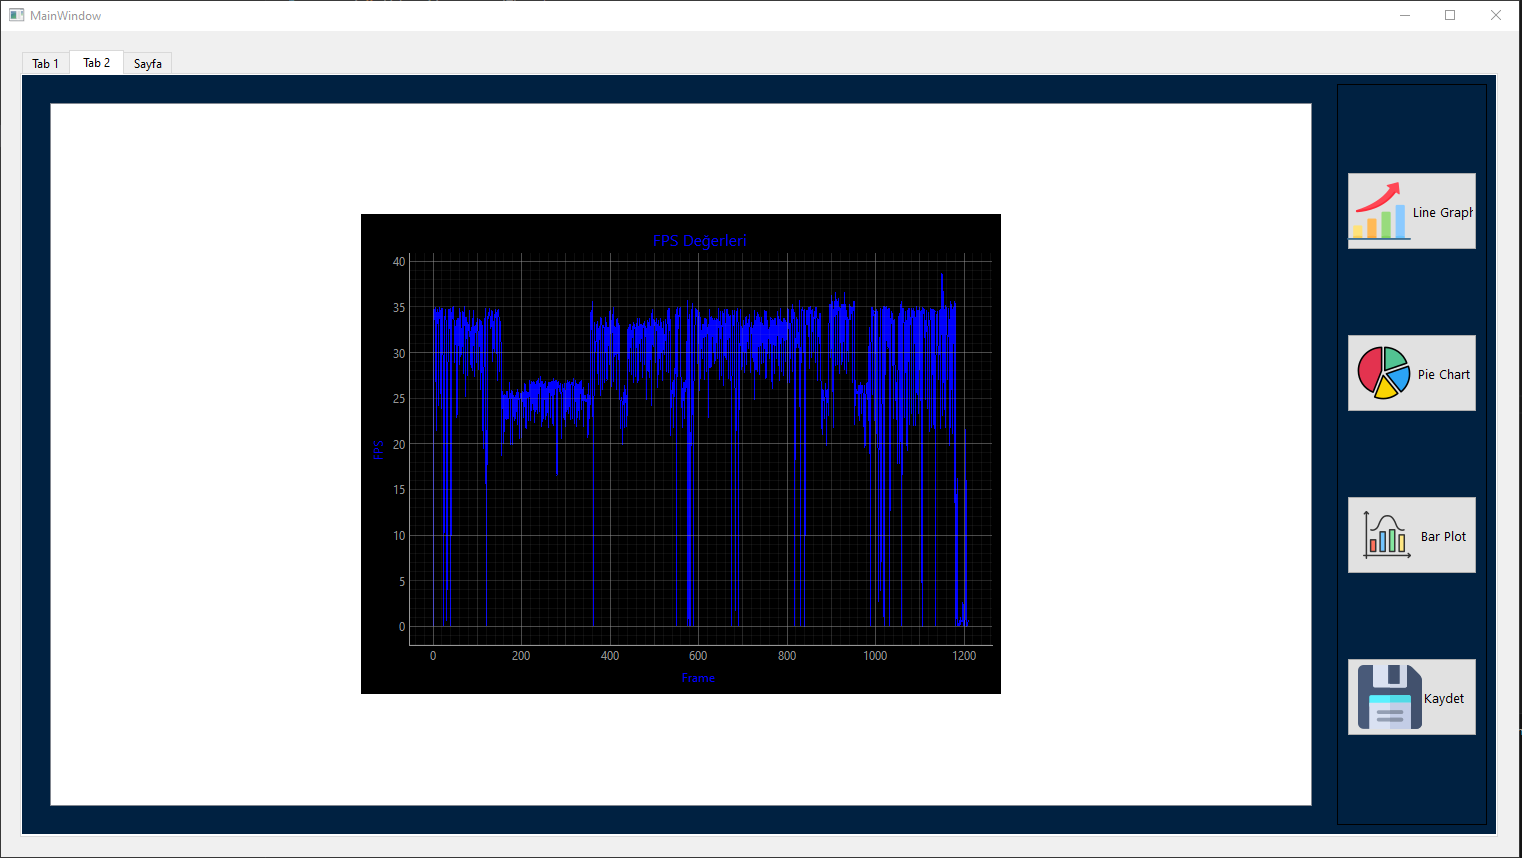 MainWindow
Tab 1
Tab 2
Sayfa
FPS Değerleri
40
35
30
25
20
15
10
5
0
FPS
0
200
400
600
800
1000
1200
Frame
Line Graph
Pie Chart
Bar Plot
Kaydet